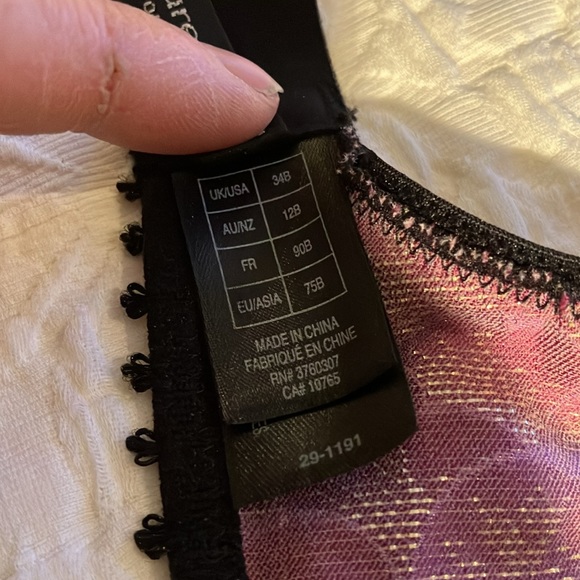 UK/USA 34B
AU/NZ 12B
FR 90B
EU/ASIA 75B
MADE IN CHINA
FABRIQUÉ EN CHINE
RN# 3760307
CA# 19765
29-1191